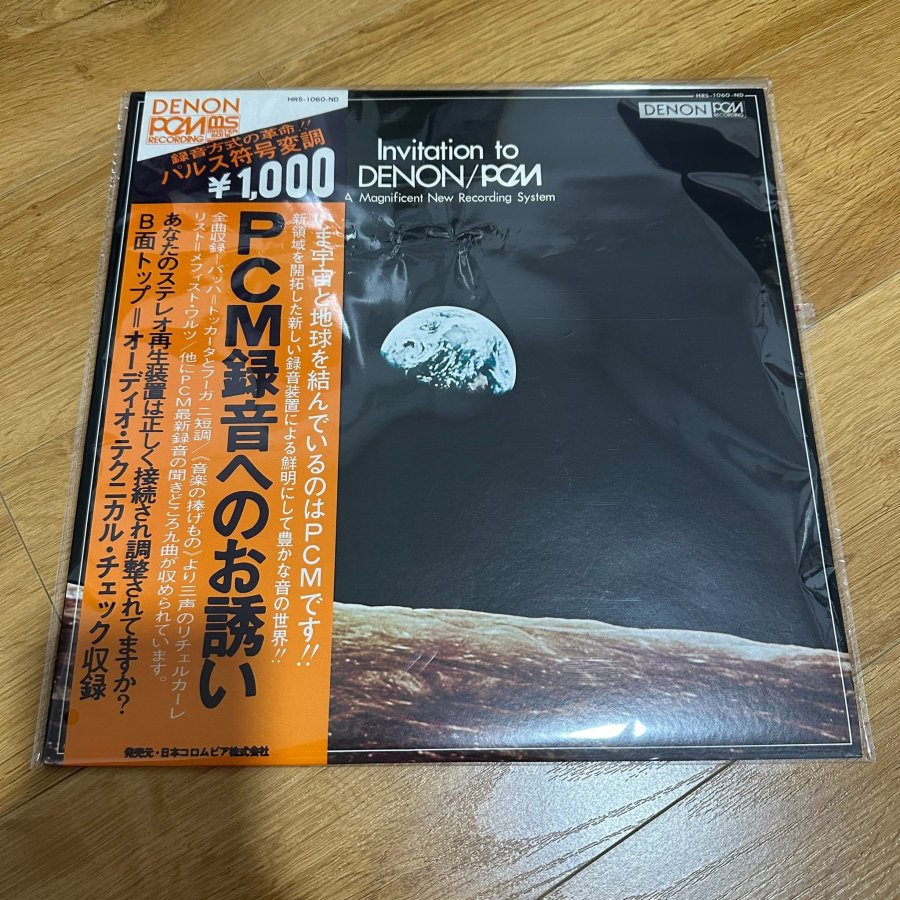 DENON
PCM
RECORDING
MS
MASTER
SONIC
HRS-1060-ND
録音方式の革命!!
パルス符号変調
¥1,000
いま宇宙と地球を結んでいるのはPCMです!!
新領域を開拓した新しい録音装置による鮮明にして豊かな音の世界!!
PCM録音へのお誘い
全曲収録=バッハ=トッカータとフーガ ニ短調/〈音楽の捧げもの〉より三声のリチェルカーレ
リスト=メフィスト・ワルツ/他にPCM最新録音の聞きどころ九曲が収められています。
あなたのステレオ再生装置は正しく接続され調整されてますか?
B面トップ=オーディオ・テクニカル・チェック収録
発売元・日本コロムビア株式会社
HRS-1060-ND
DENON PCM
RECORDING
Invitation to
DENON/PCM
A Magnificent New Recording System